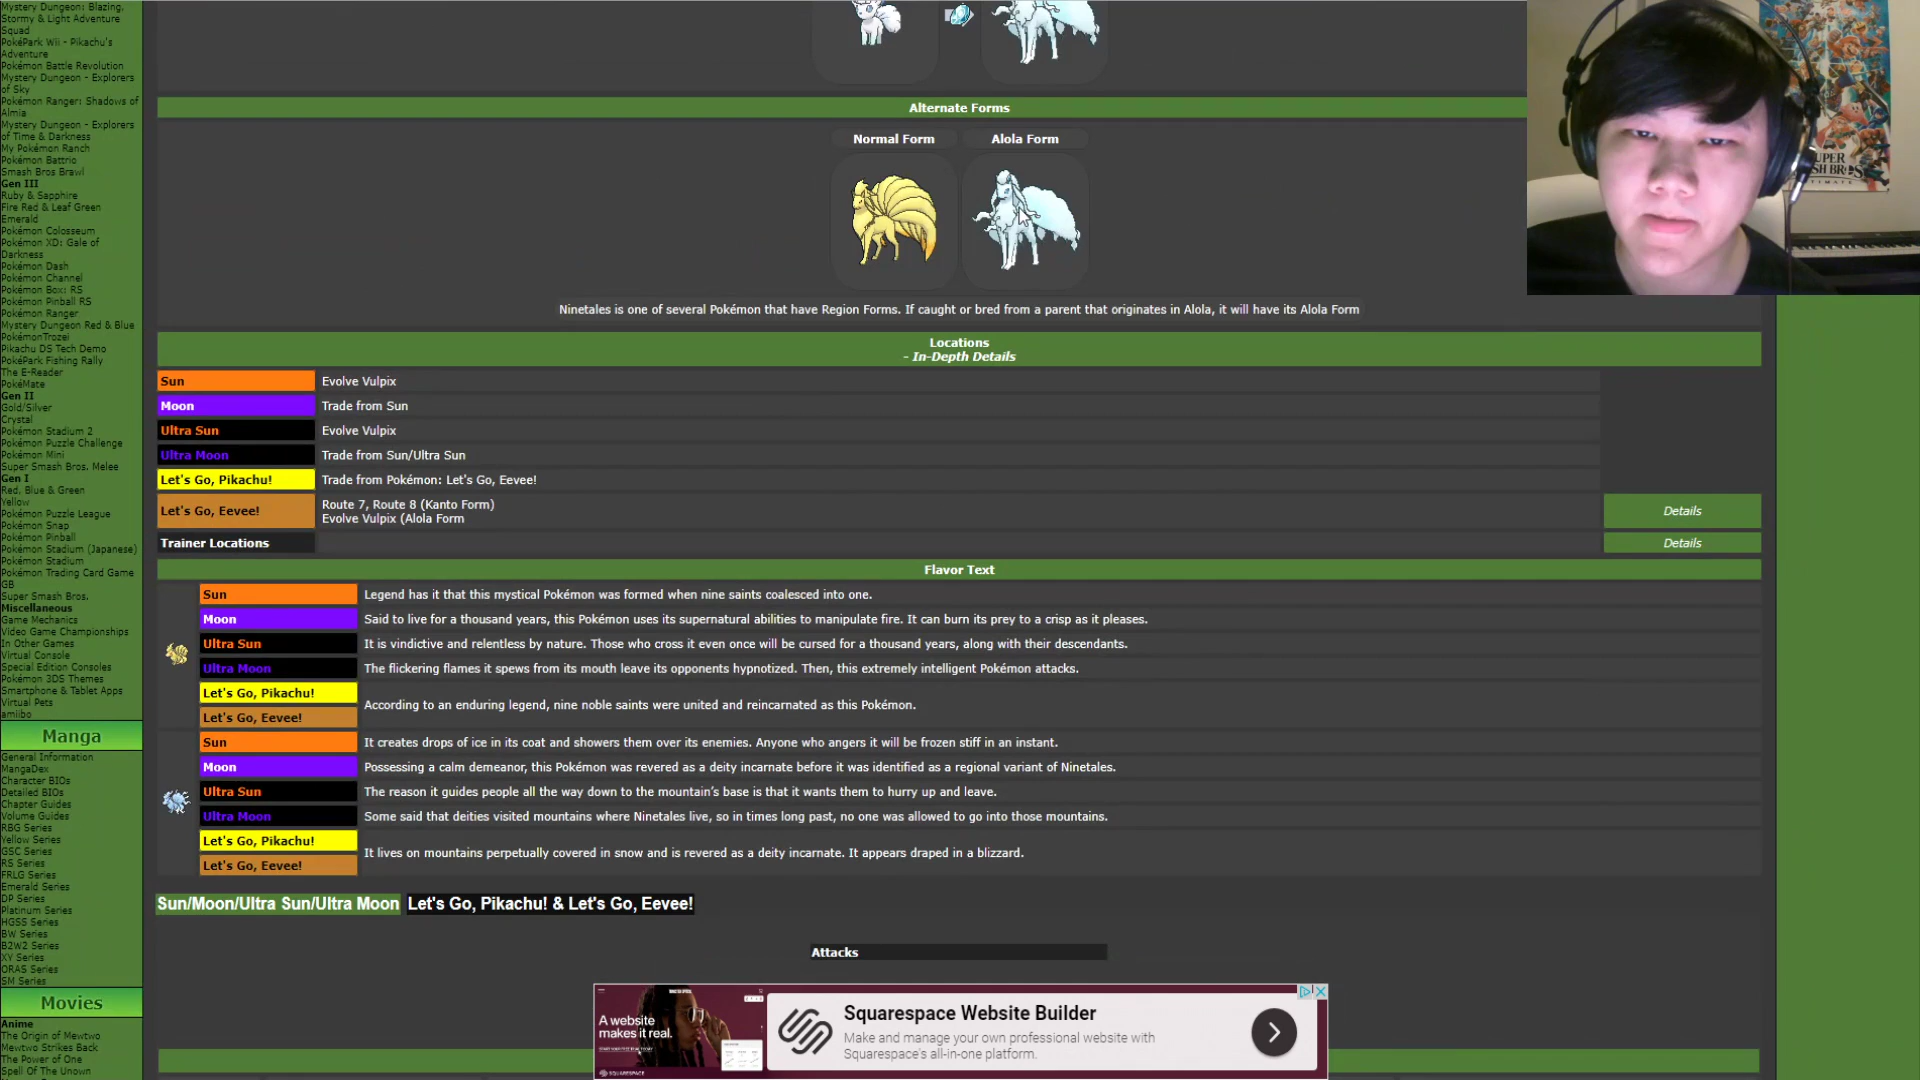 Mystery Dungeon: Blazing,
Stormy & Light Adventure
Squad
PokéPark Wii - Pikachu's
Adventure
Pokémon Battle Revolution
Mystery Dungeon - Explorers
of Sky
Pokémon Ranger: Shadows of
Almia
Mystery Dungeon - Explorers
of Time & Darkness
My Pokémon Ranch
Pokémon Battrio
Smash Bros Brawl
Gen III
Ruby & Sapphire
Fire Red & Leaf Green
Emerald
Pokémon Colosseum
Pokémon XD: Gale of
Darkness
Pokémon Dash
Pokémon Channel
Pokémon Box: RS
Pokémon Pinball RS
Pokémon Ranger
Mystery Dungeon Red & Blue
PokémonTrozei
Pikachu DS Tech Demo
PokéPark Fishing Rally
The E-Reader
PokéMate
Gen II
Gold/Silver
Crystal
Pokémon Stadium 2
Pokémon Puzzle Challenge
Pokémon Mini
Super Smash Bros. Melee
Gen I
Red, Blue & Green
Yellow
Pokémon Puzzle League
Pokémon Snap
Pokémon Pinball
Pokémon Stadium (Japanese)
Pokémon Stadium
Pokémon Trading Card Game
GB
Super Smash Bros.
Miscellaneous
Game Mechanics
Video Game Championships
In Other Games
Virtual Console
Special Edition Consoles
Pokémon 3DS Themes
Smartphone & Tablet Apps
Virtual Pets
amiibo
Manga
General Information
MangaDex
Character BIOs
Detailed BIOs
Chapter Guides
Volume Guides
RBG Series
Yellow Series
GSC Series
RS Series
FRLG Series
Emerald Series
DP Series
Platinum Series
HGSS Series
BW Series
B2W2 Series
XY Series
ORAS Series
SM Series
Movies
Anime
The Origin of Mewtwo
Mewtwo Strikes Back
The Power of One
Spell Of The Unown
Alternate Forms
Normal Form Alola Form
Ninetales is one of several Pokémon that have Region Forms. If caught or bred from a parent that originates in Alola, it will have its Alola Form
Locations
- In-Depth Details
Sun Evolve Vulpix
Moon Trade from Sun
Ultra Sun Evolve Vulpix
Ultra Moon Trade from Sun/Ultra Sun
Let's Go, Pikachu! Trade from Pokémon: Let's Go, Eevee!
Let's Go, Eevee! Route 7, Route 8 (Kanto Form)
Evolve Vulpix (Alola Form
Details
Trainer Locations Details
Flavor Text
Sun Legend has it that this mystical Pokémon was formed when nine saints coalesced into one.
Moon Said to live for a thousand years, this Pokémon uses its supernatural abilities to manipulate fire. It can burn its prey to a crisp as it pleases.
Ultra Sun It is vindictive and relentless by nature. Those who cross it even once will be cursed for a thousand years, along with their descendants.
Ultra Moon The flickering flames it spews from its mouth leave its opponents hypnotized. Then, this extremely intelligent Pokémon attacks.
Let's Go, Pikachu!
According to an enduring legend, nine noble saints were united and reincarnated as this Pokémon.
Let's Go, Eevee!
Sun It creates drops of ice in its coat and showers them over its enemies. Anyone who angers it will be frozen stiff in an instant.
Moon Possessing a calm demeanor, this Pokémon was revered as a deity incarnate before it was identified as a regional variant of Ninetales.
Ultra Sun The reason it guides people all the way down to the mountain's base is that it wants them to hurry up and leave.
Ultra Moon Some said that deities visited mountains where Ninetales live, so in times long past, no one was allowed to go into those mountains.
Let's Go, Pikachu!
It lives on mountains perpetually covered in snow and is revered as a deity incarnate. It appears draped in a blizzard.
Let's Go, Eevee!
Sun/Moon/Ultra Sun/Ultra Moon Let's Go, Pikachu! & Let's Go, Eevee!
Attacks
A website
makes it real.
SQUARESPACE
Squarespace Website Builder
Make and manage your own professional website with
Squarespace's all-in-one platform.